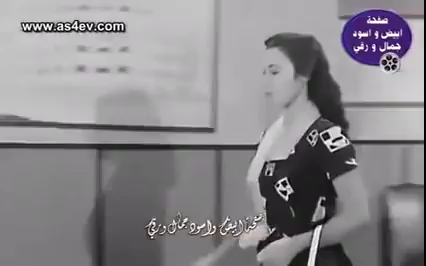 www.as4ev.com
صفحة
ابيض و اسود
جمال و رقي
صفحة ابيض واسود جمال ورقي